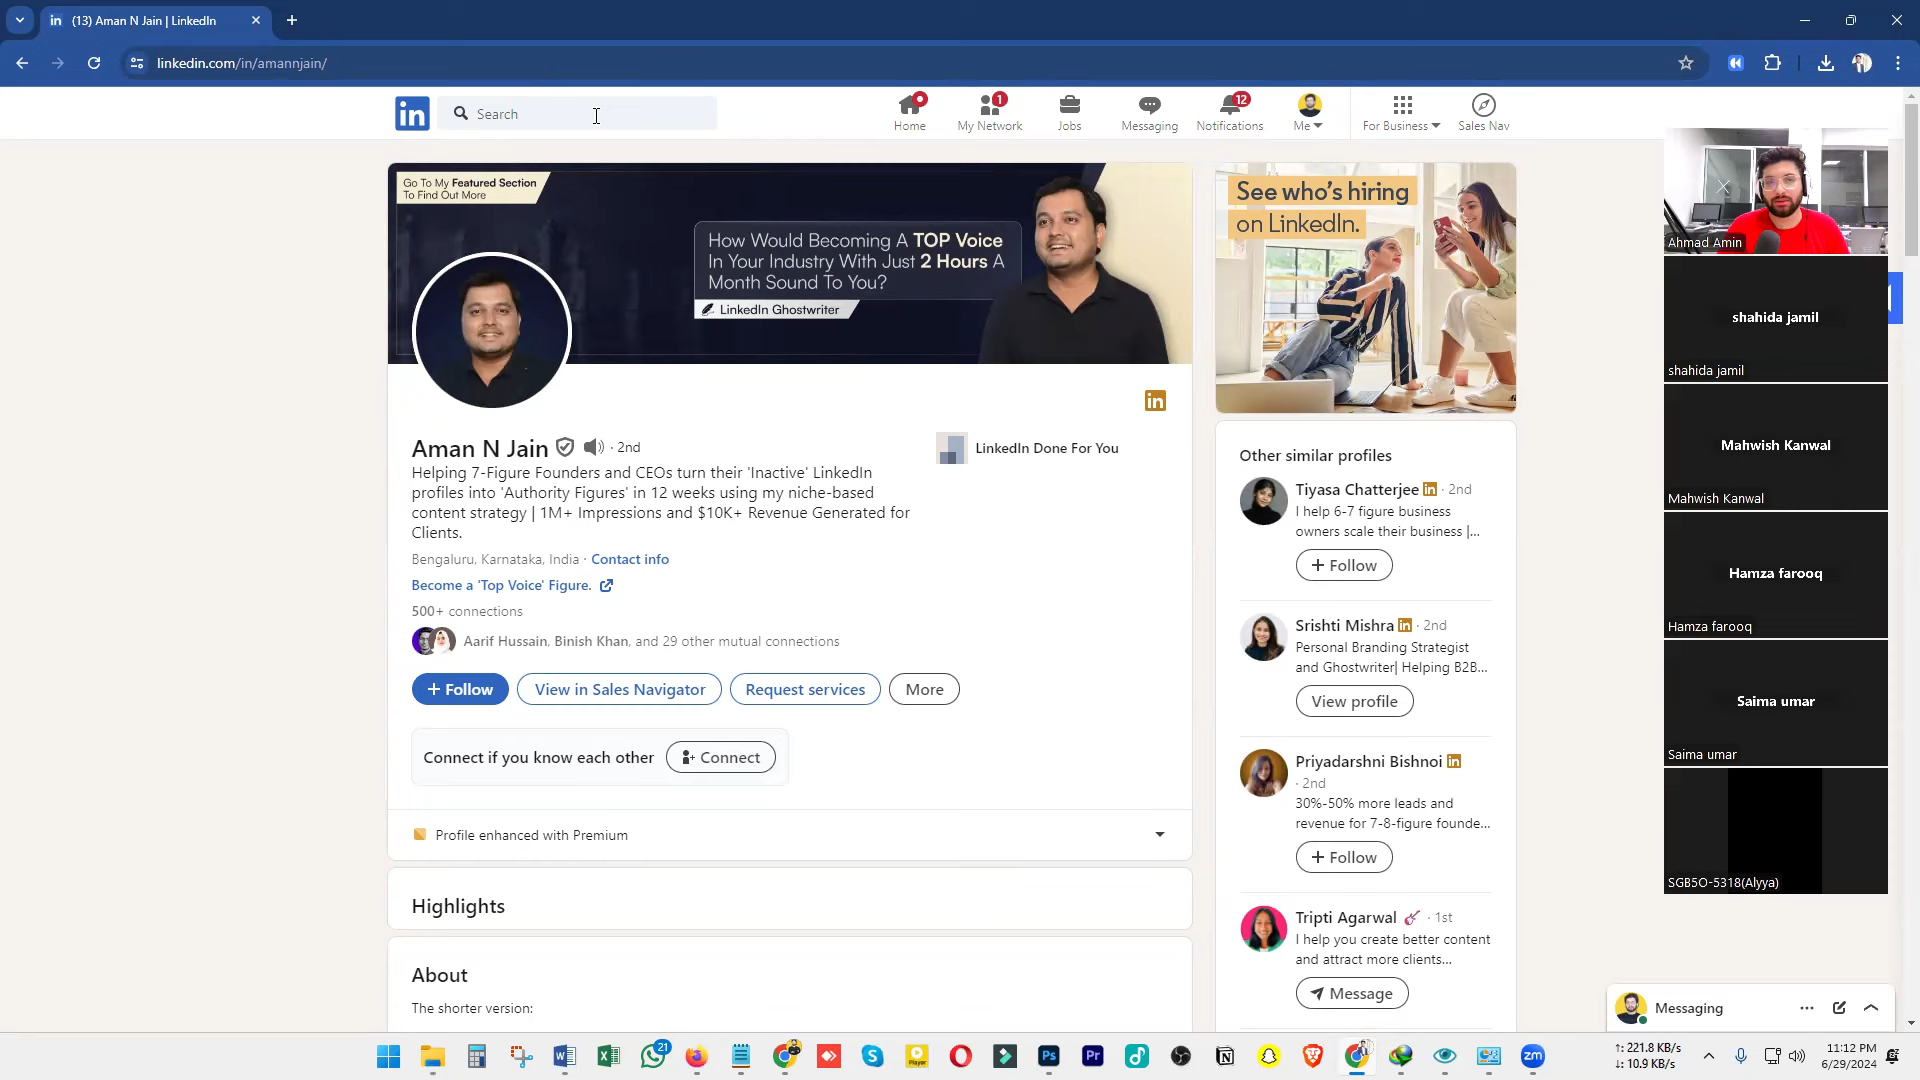 (13) Aman N Jain | LinkedIn
linkedin.com/in/amannjain/
Search
Home
1
My Network
Jobs
Messaging
12
Notifications
Me
For Business
Sales Nav
Go To My Featured Section
To Find Out More
How Would Becoming A TOP Voice
In Your Industry With Just 2 Hours A
Month Sound To You?
LinkedIn Ghostwriter
Aman N Jain · 2nd
LinkedIn Done For You
Helping 7-Figure Founders and CEOs turn their 'Inactive' LinkedIn
profiles into 'Authority Figures' in 12 weeks using my niche-based
content strategy | 1M+ Impressions and $10K+ Revenue Generated for
Clients.
Bengaluru, Karnataka, India · Contact info
Become a 'Top Voice' Figure.
500+ connections
Aarif Hussain, Binish Khan, and 29 other mutual connections
+ Follow
View in Sales Navigator
Request services
More
Connect if you know each other
Connect
Profile enhanced with Premium
Highlights
About
The shorter version:
See who's hiring
on LinkedIn.
Other similar profiles
Tiyasa Chatterjee in · 2nd
I help 6-7 figure business
owners scale their business |...
+ Follow
Srishti Mishra in · 2nd
Personal Branding Strategist
and Ghostwriter| Helping B2B...
View profile
Priyadarshni Bishnoi in
· 2nd
30%-50% more leads and
revenue for 7-8-figure founde...
+ Follow
Tripti Agarwal · 1st
I help you create better content
and attract more clients...
Message
Ahmad Amin
shahida jamil
shahida jamil
Mahwish Kanwal
Mahwish Kanwal
Hamza farooq
Hamza farooq
Saima umar
Saima umar
SGB5O-5318(Alyya)
Messaging
21
Player
Ps
Pr
zm
↑: 221.8 KB/s
↓: 10.9 KB/s
11:12 PM
6/29/2024